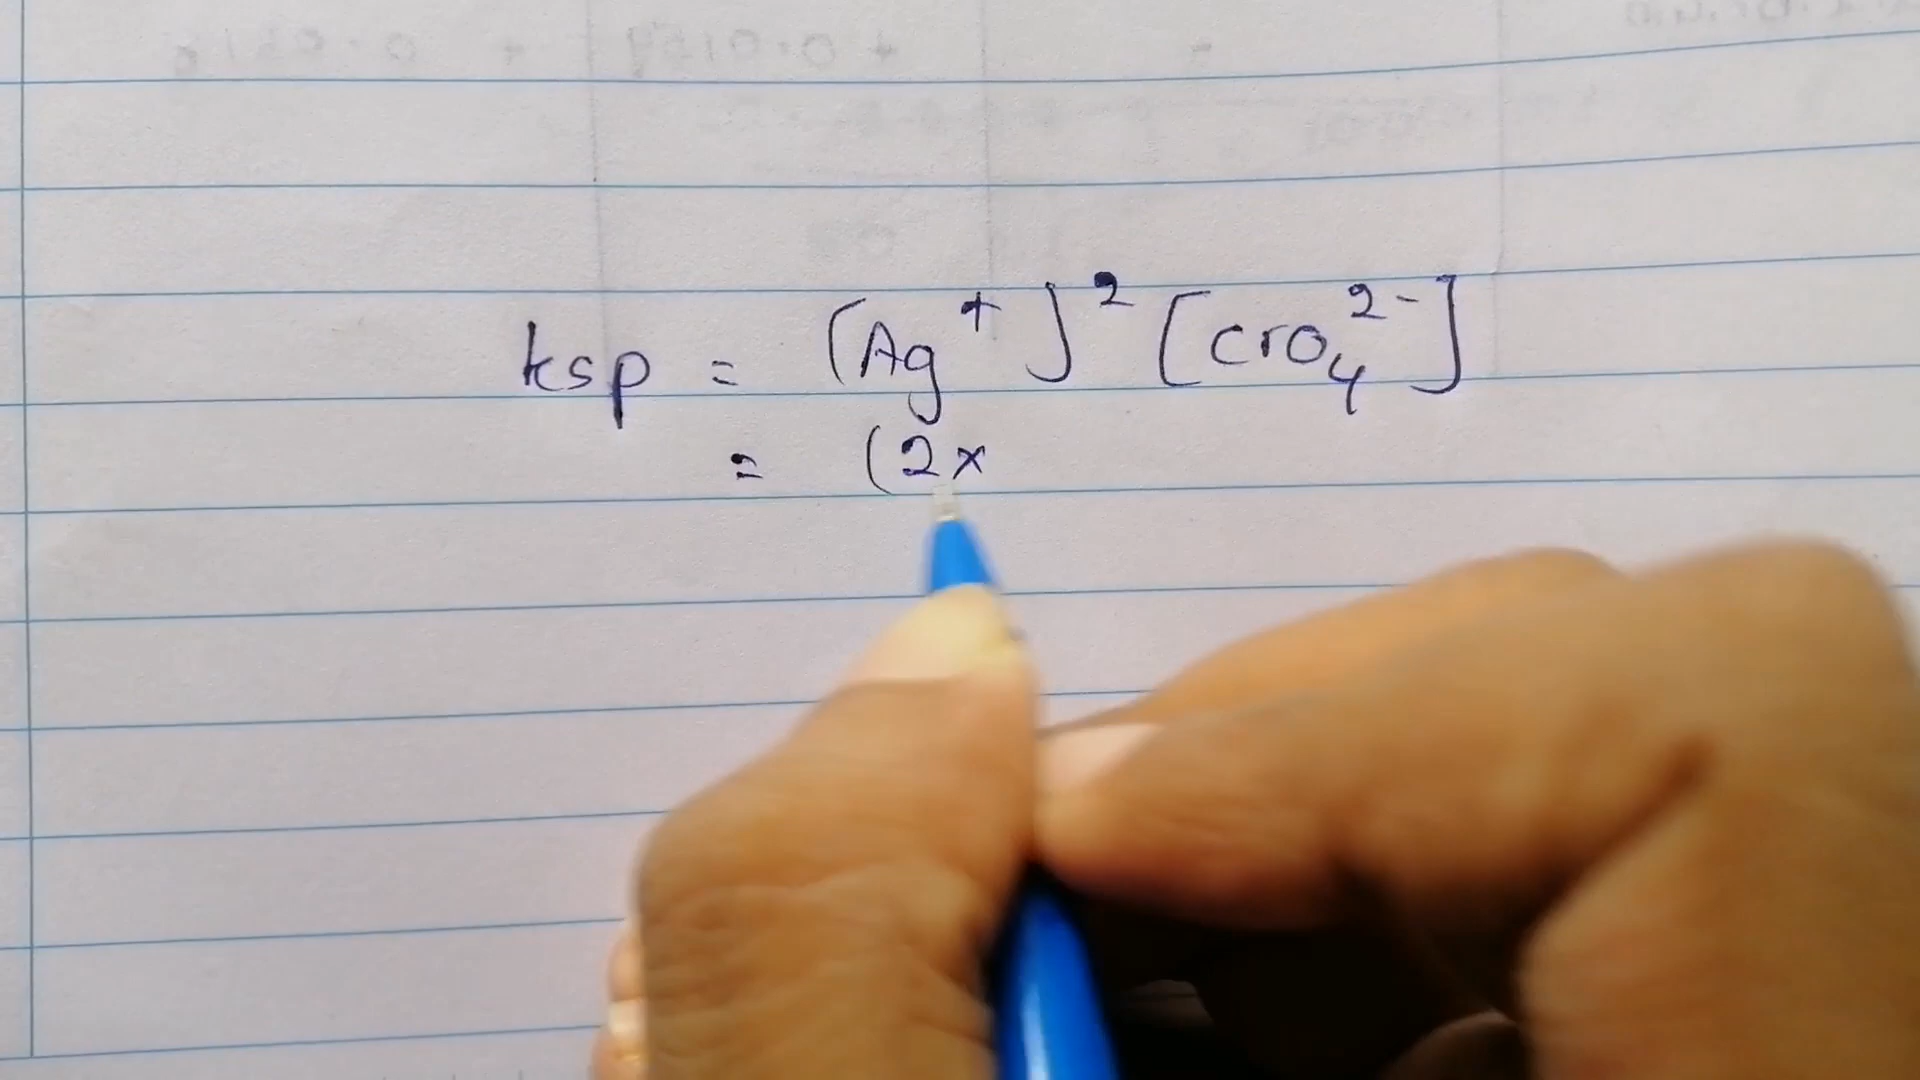 ksp = [Ag⁺]² [CrO₄²⁻]
= (2x